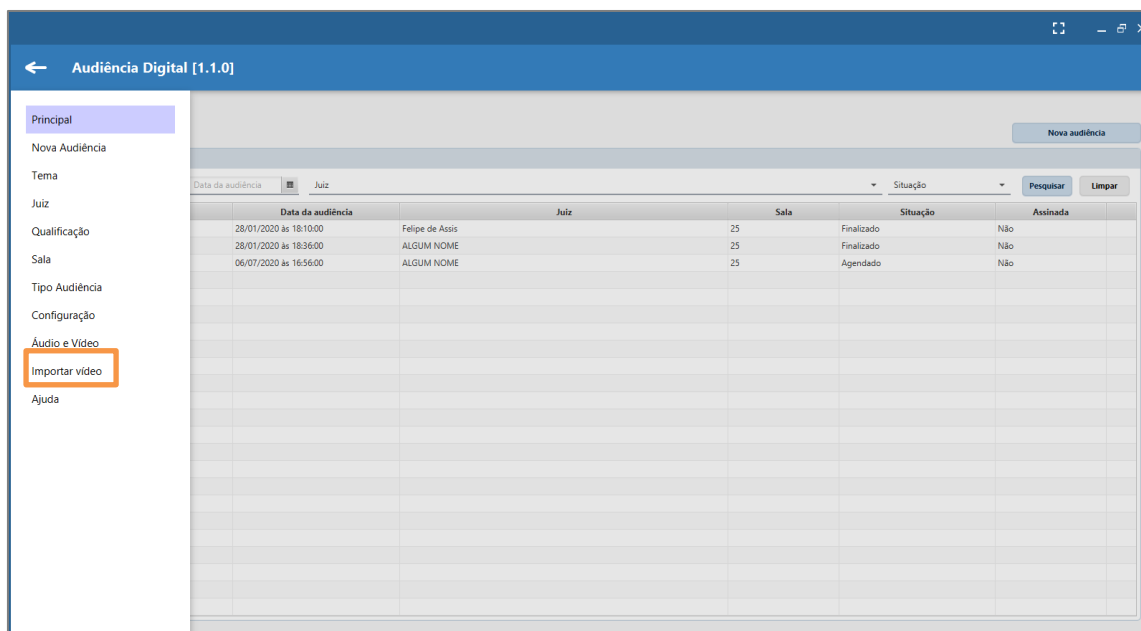 Audiência Digital [1.1.0]
Principal
Nova Audiência
Tema
Juiz
Qualificação
Sala
Tipo Audiência
Configuração
Áudio e Vídeo
Importar vídeo
Ajuda
Nova audiência
Data da audiência Juiz Situação Pesquisar Limpar
Data da audiência Juiz Sala Situação Assinada
28/01/2020 às 18:10:00 Felipe de Assis 25 Finalizado Não
28/01/2020 às 18:36:00 ALGUM NOME 25 Finalizado Não
06/07/2020 às 16:56:00 ALGUM NOME 25 Agendado Não